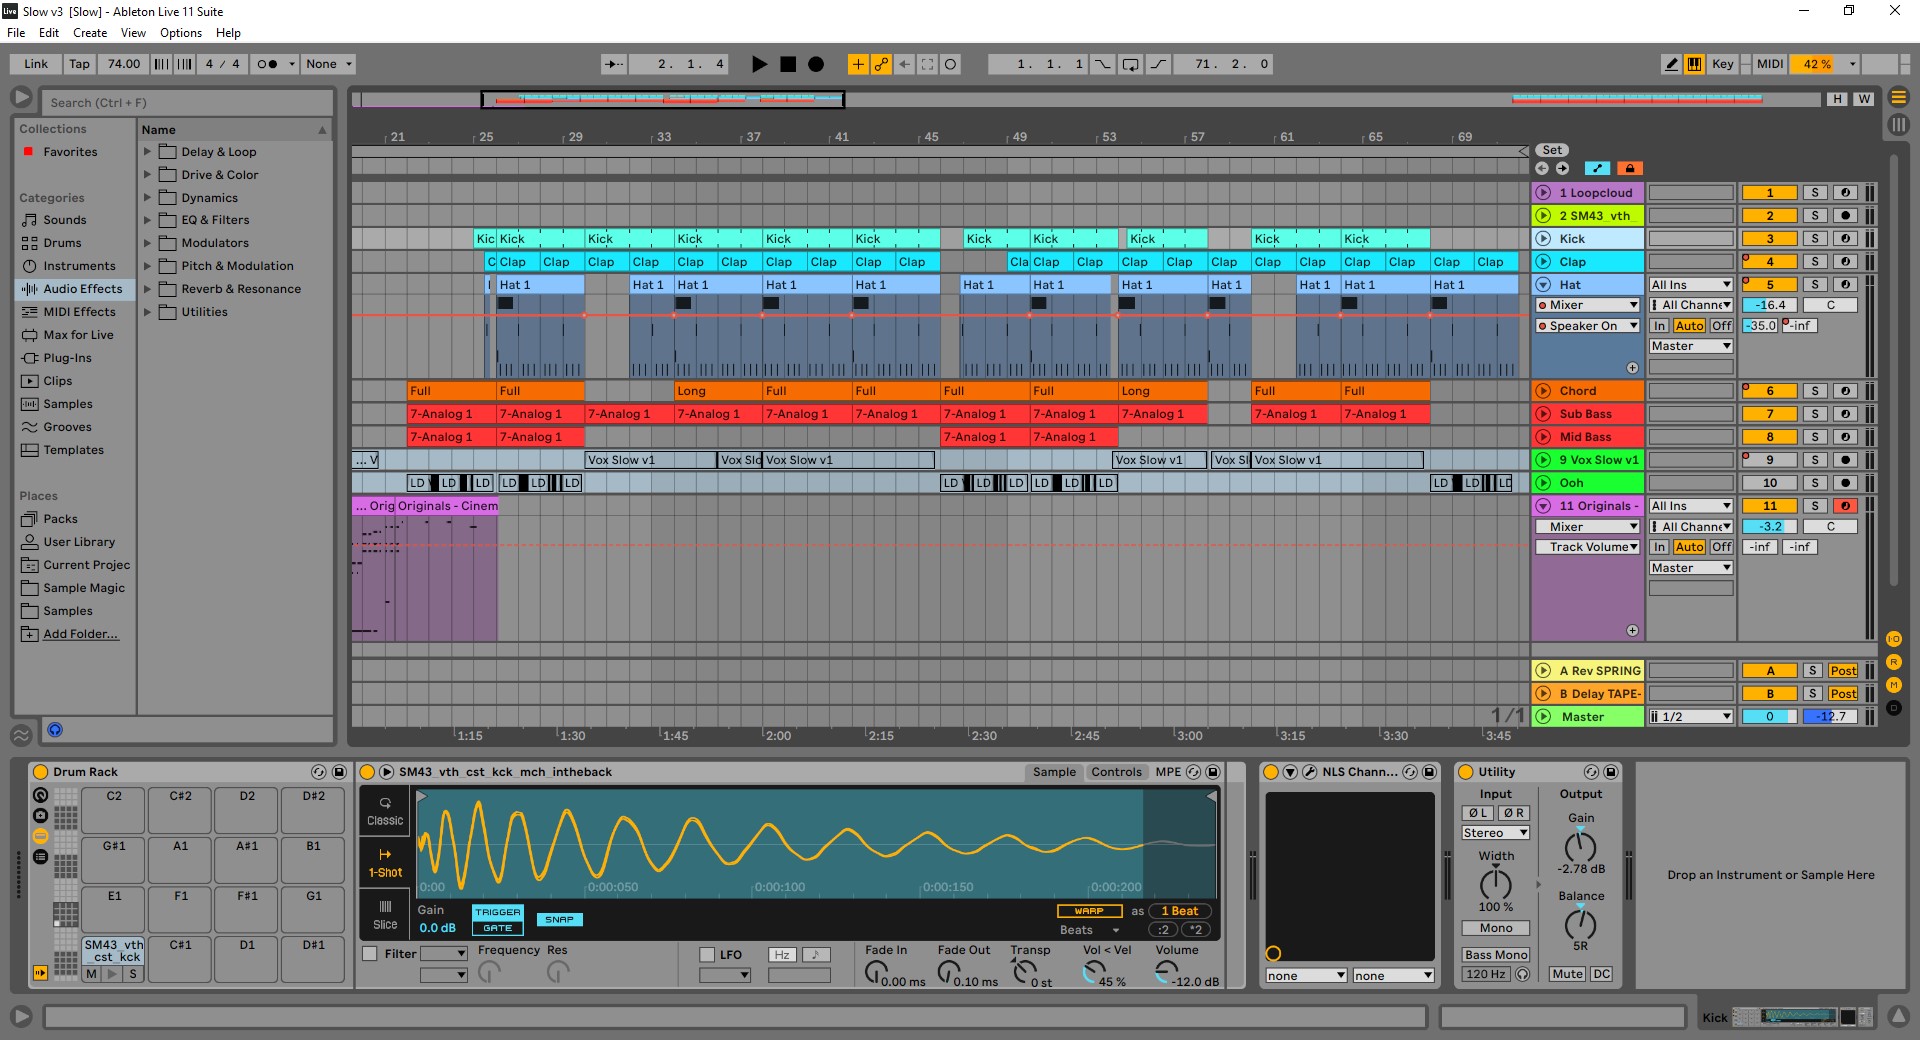 Live Slow v3 [Slow] - Ableton Live 11 Suite
File Edit Create View Options Help
Link Tap 74.00 4 / 4 None 2. 1. 4 1. 1. 1 71. 2. 0 Key MIDI 42 %
Search (Ctrl + F)
H W
Collections
Favorites
Categories
Sounds
Drums
Instruments
Audio Effects
MIDI Effects
Max for Live
Plug-Ins
Clips
Samples
Grooves
Templates
Places
Packs
User Library
Current Projec
Sample Magic
Samples
Add Folder...
Name
Delay & Loop
Drive & Color
Dynamics
EQ & Filters
Modulators
Pitch & Modulation
Reverb & Resonance
Utilities
21 25 29 33 37 41 45 49 53 57 61 65 69
Set
1 Loopcloud 1 S
2 SM43_vth_ 2 S
Kic Kick Kick Kick Kick Kick Kick Kick Kick Kick Kick Kick 3 S
C Clap Clap Clap Clap Clap Clap Clap Clap Clap Clap Cla Clap Clap Clap Clap Clap Clap Clap Clap Clap Clap Clap Clap 4 S
Hat 1 Hat 1 Hat 1 Hat 1 Hat 1 Hat 1 Hat 1 Hat 1 Hat 1 Hat 1 Hat 1 Hat 1 Hat All Ins 5 S
Mixer All Channe -16.4 C
Speaker On In Auto Off -35.0 -inf
Master
Full Full Long Full Full Full Full Long Full Full Chord 6 S
7-Analog 1 7-Analog 1 7-Analog 1 7-Analog 1 7-Analog 1 7-Analog 1 7-Analog 1 7-Analog 1 7-Analog 1 7-Analog 1 7-Analog 1 Sub Bass 7 S
7-Analog 1 7-Analog 1 7-Analog 1 7-Analog 1 Mid Bass 8 S
... V Vox Slow v1 Vox Slo Vox Slow v1 Vox Slow v1 Vox Sl Vox Slow v1 9 Vox Slow v1 9 S
LD LD LD LD LD LD LD LD LD LD LD LD LD LD LD Ooh 10 S
... Orig Originals - Cinem 11 Originals - All Ins 11 S
Mixer All Channe -3.2 C
Track Volume In Auto Off -inf -inf
Master
A Rev SPRING A S Post
B Delay TAPE- B S Post
1/1 Master 1/2 0 -12.7
1:15 1:30 1:45 2:00 2:15 2:30 2:45 3:00 3:15 3:30 3:45
I·O
R
M
D
Drum Rack
C2 C#2 D2 D#2
G#1 A1 A#1 B1
E1 F1 F#1 G1
SM43_vth _cst_kck C#1 D1 D#1
M S
SM43_vth_cst_kck_mch_intheback Sample Controls MPE
Classic
1-Shot
Slice
0:00 0:00:050 0:00:100 0:00:150 0:00:200
Gain
0.0 dB
TRIGGER
GATE
SNAP
WARP as 1 Beat
Beats :2 *2
Filter Frequency Res LFO Hz Fade In Fade Out Transp Vol < Vel Volume
0.00 ms 0.10 ms 0 st 45 % -12.0 dB
NLS Chann...
none none
Utility
Input Output
Ø L Ø R
Stereo
Gain
-2.78 dB
Width
100 %
Mono
Balance
5R
Bass Mono
120 Hz
Mute DC
Drop an Instrument or Sample Here
Kick